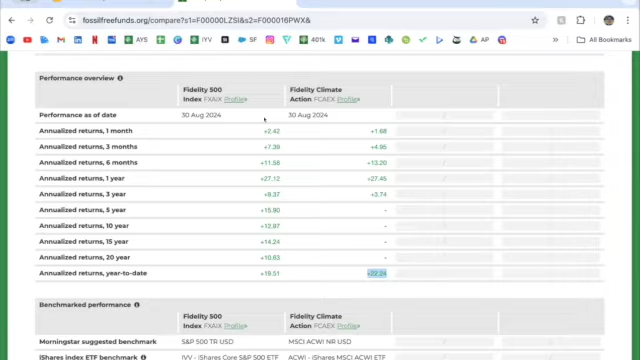 fossilfreefunds.org/compare?s1=F00000LZSI&s2=F000016PWX&
AYS IYV SF 401k AP » All Bookmarks
Performance overview
Fidelity 500 Fidelity Climate
Index FXAIX Profile» Action FCAEX Profile»
Performance as of date 30 Aug 2024 30 Aug 2024
Annualized returns, 1 month +2.42 +1.68
Annualized returns, 3 months +7.39 +4.95
Annualized returns, 6 months +11.58 +13.20
Annualized returns, 1 year +27.12 +27.45
Annualized returns, 3 year +9.37 +3.74
Annualized returns, 5 year +15.90 -
Annualized returns, 10 year +12.97 -
Annualized returns, 15 year +14.24 -
Annualized returns, 20 year +10.83 -
Annualized returns, year-to-date +19.51 +22.24
Benchmarked performance
Fidelity 500 Fidelity Climate
Index FXAIX Profile» Action FCAEX Profile»
Morningstar suggested benchmark S&P 500 TR USD MSCI ACWI NR USD
iShares index ETF benchmark IVV - iShares Core S&P 500 ETF ACWI - iShares MSCI ACWI ETF